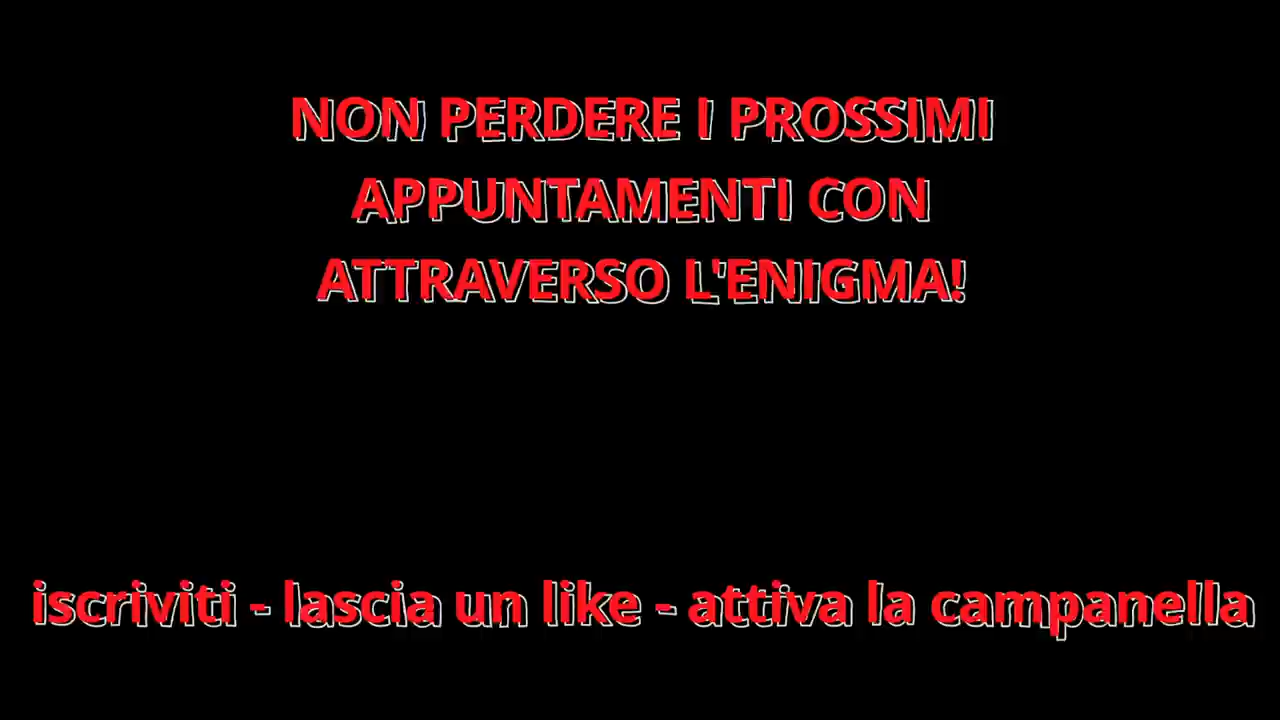 NON PERDERE I PROSSIMI
APPUNTAMENTI CON
ATTRAVERSO L'ENIGMA!
iscriviti - lascia un like - attiva la campanella